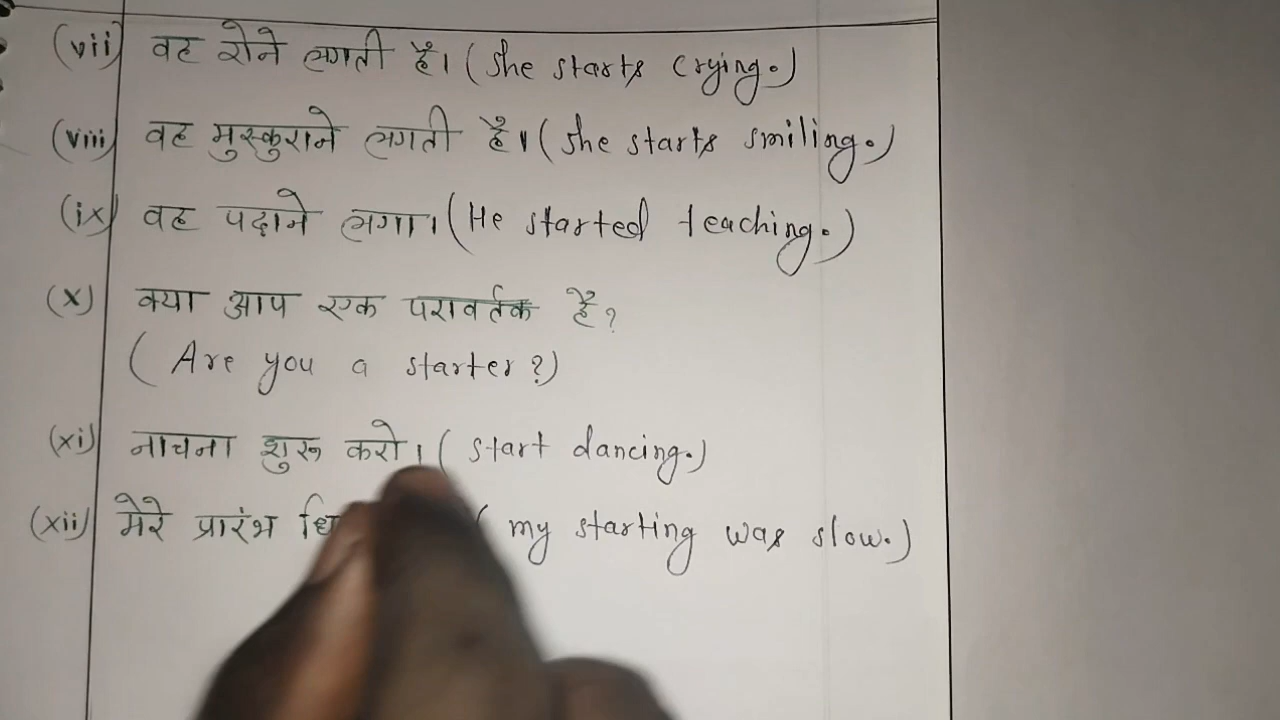 (vii) वह रोने लगती है। (She starts crying.)
(viii) वह मुस्कुराने लगती है। (She starts smiling.)
(ix) वह पढ़ाने लगा। (He started teaching.)
(x) क्या आप एक परावर्तक हैं?
(Are you a starter?)
(xi) नाचना शुरू करो। (Start dancing.)
(xii) मेरे प्रारंभ (my starting was slow.)